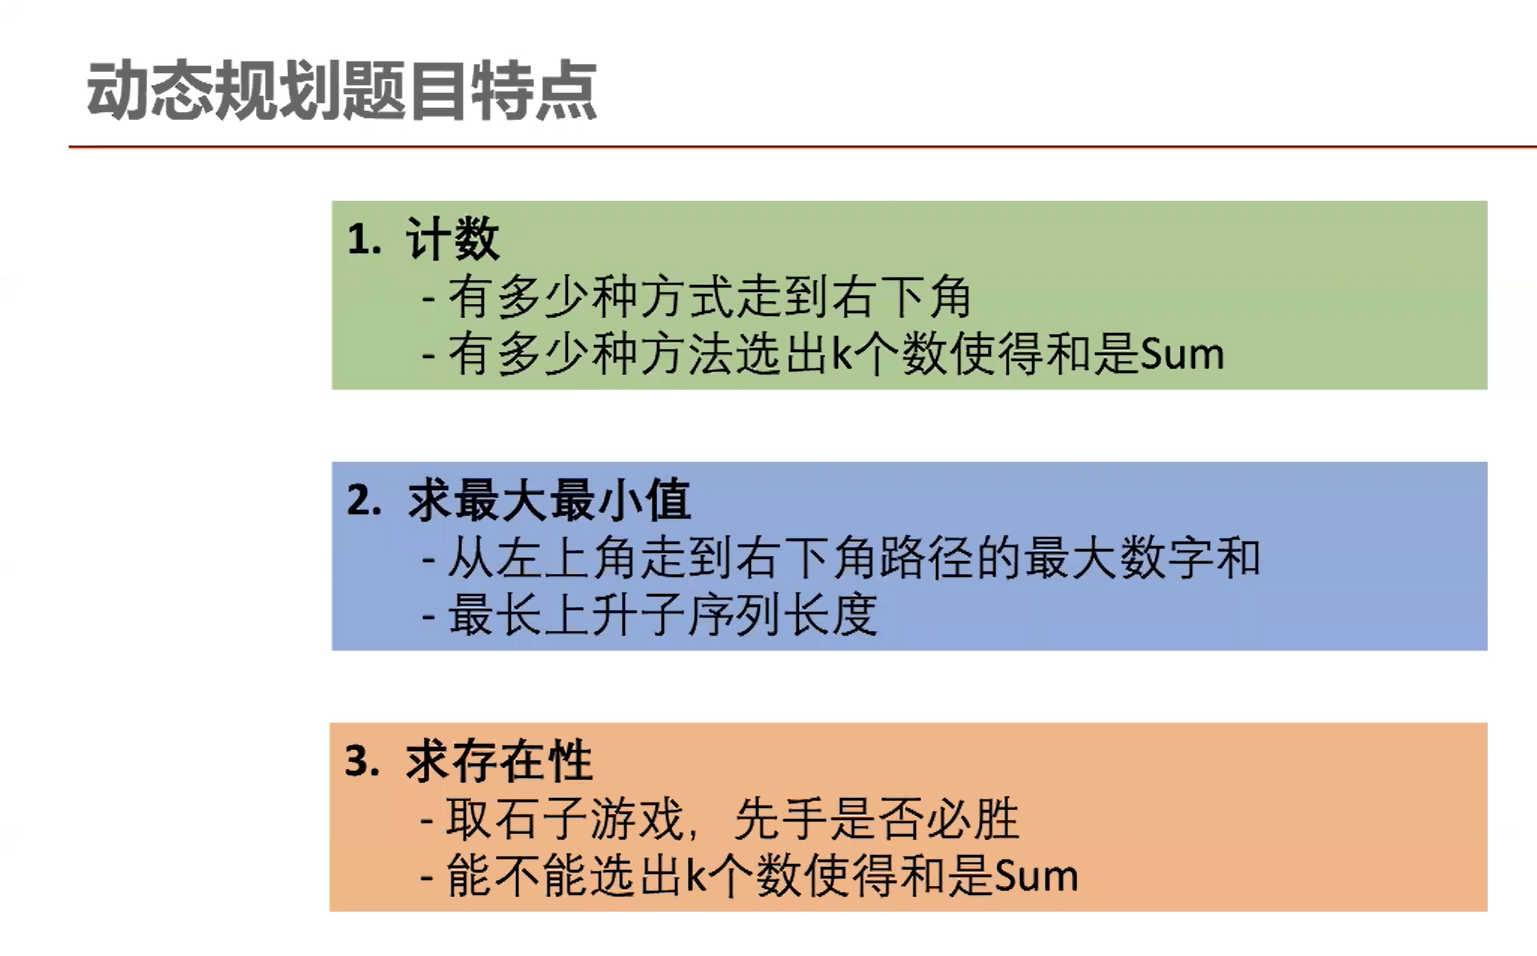 动态规划题目特点
1. 计数
- 有多少种方式走到右下角
- 有多少种方法选出k个数使得和是Sum
2. 求最大最小值
- 从左上角走到右下角路径的最大数字和
- 最长上升子序列长度
3. 求存在性
- 取石子游戏，先手是否必胜
- 能不能选出k个数使得和是Sum